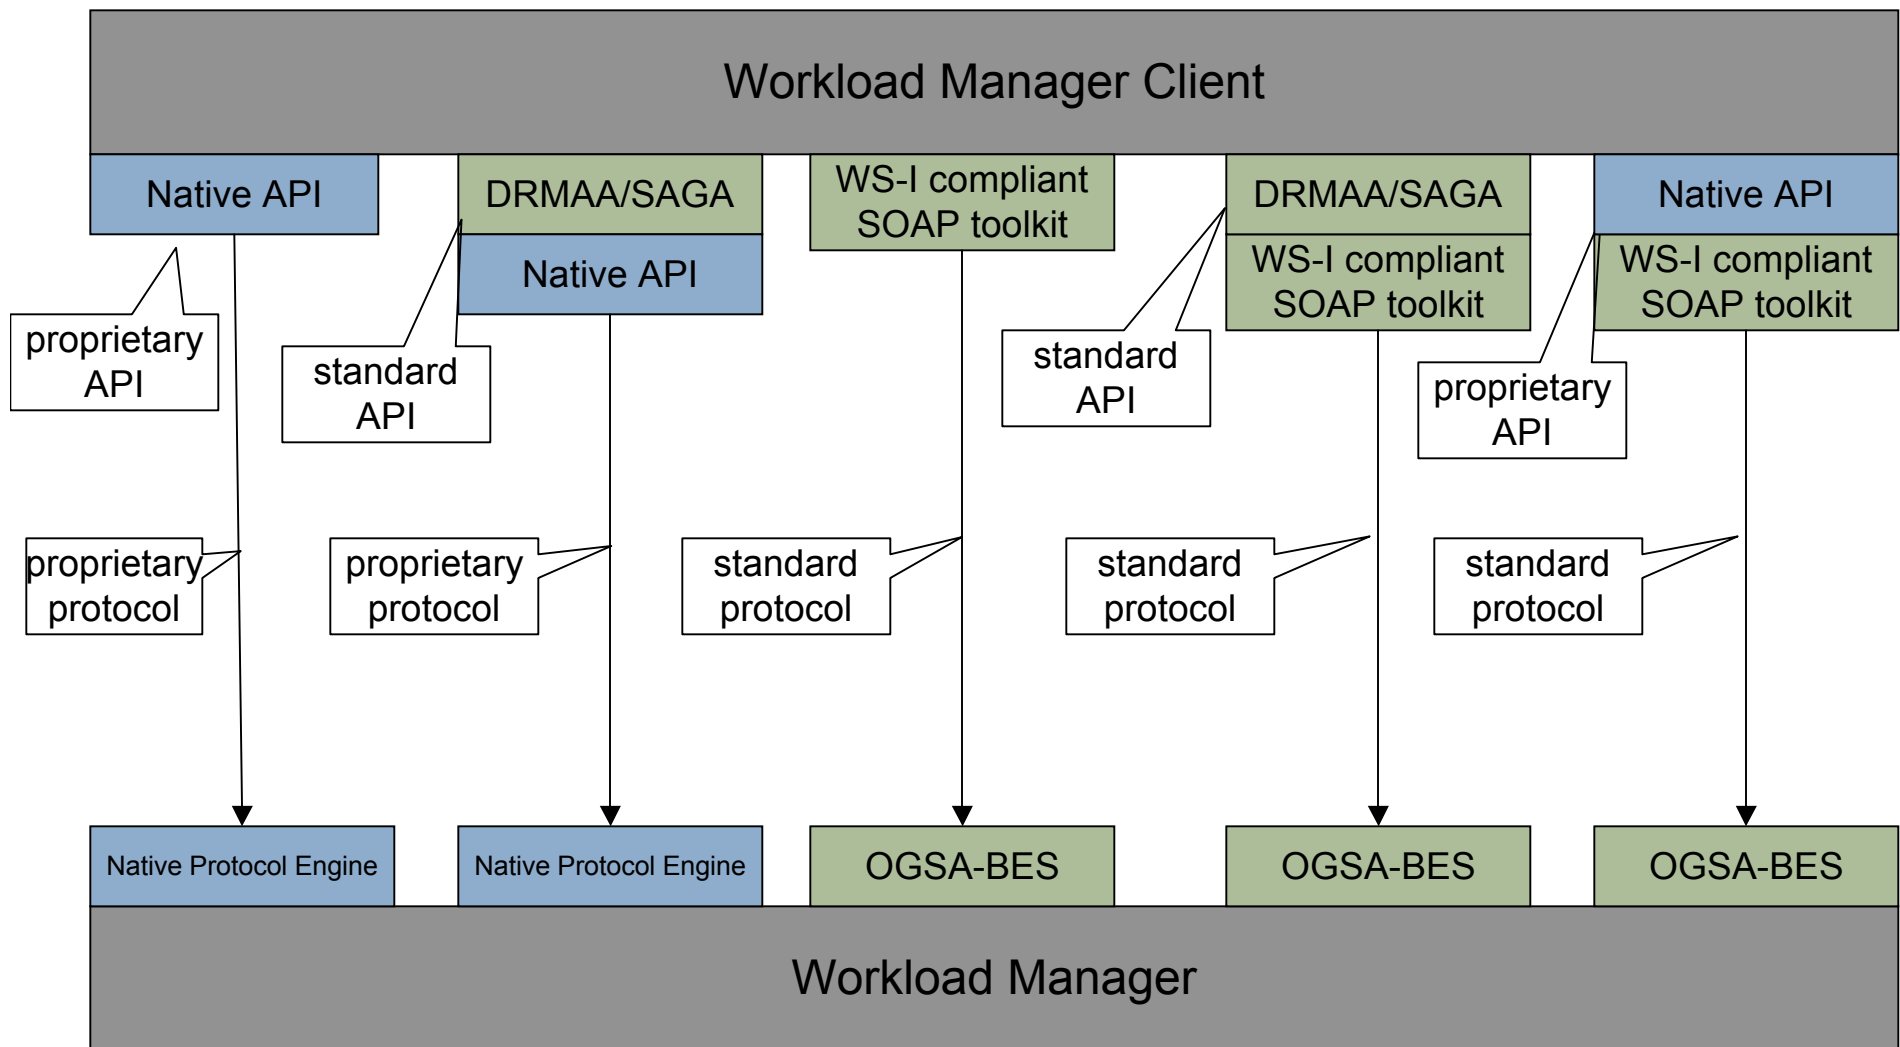 Workload Manager Client
Native API
DRMAA/SAGA
Native API
WS-I compliant
SOAP toolkit
DRMAA/SAGA
WS-I compliant
SOAP toolkit
Native API
WS-I compliant
SOAP toolkit
proprietary
API
standard
API
standard
API
proprietary
API
proprietary
protocol
proprietary
protocol
standard
protocol
standard
protocol
standard
protocol
Native Protocol Engine
Native Protocol Engine
OGSA-BES
OGSA-BES
OGSA-BES
Workload Manager